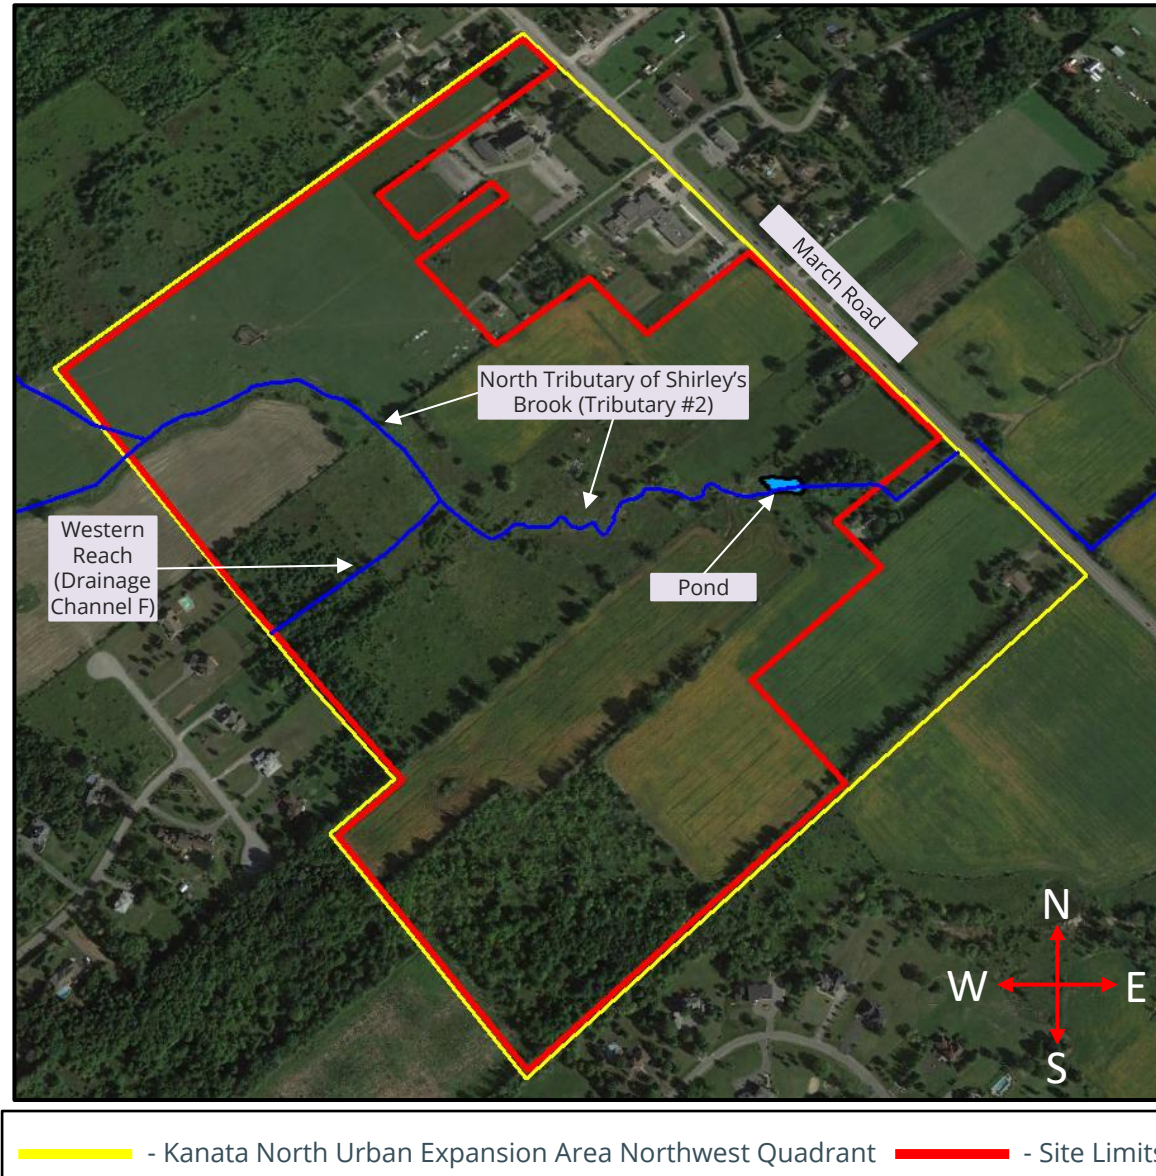 March Road
North Tributary of Shirley's
Brook (Tributary #2)
Western
Reach
(Drainage
Channel F)
Pond
N
W E
S
- Kanata North Urban Expansion Area Northwest Quadrant - Site Limits